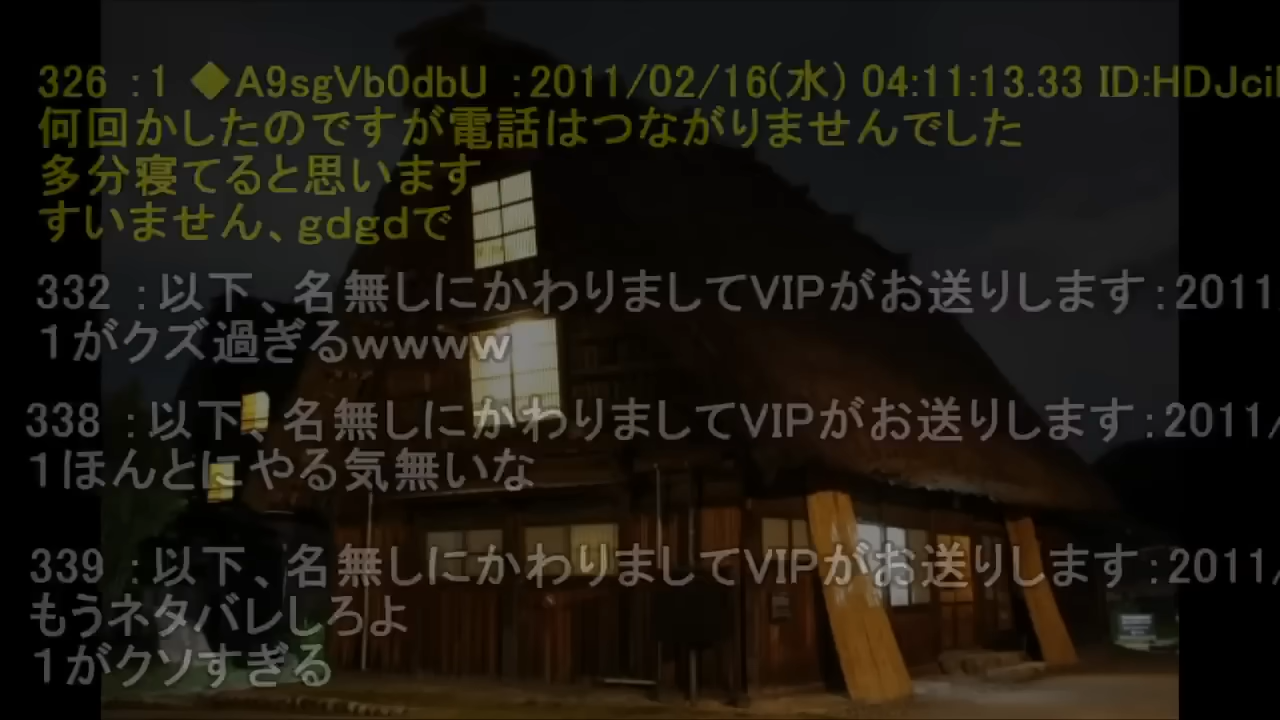 326 :1 ◆A9sgVb0dbU :2011/02/16(水) 04:11:13.33 ID:HDJci
何回かしたのですが電話はつながりませんでした
多分寝てると思います
すいません、gdgdで
332 :以下、名無しにかわりましてVIPがお送りします:2011
1がクズ過ぎるwwww
338 :以下、名無しにかわりましてVIPがお送りします:2011/
1ほんとにやる気無いな
339 :以下、名無しにかわりましてVIPがお送りします:2011/
もうネタバレしろよ
1がクソすぎる